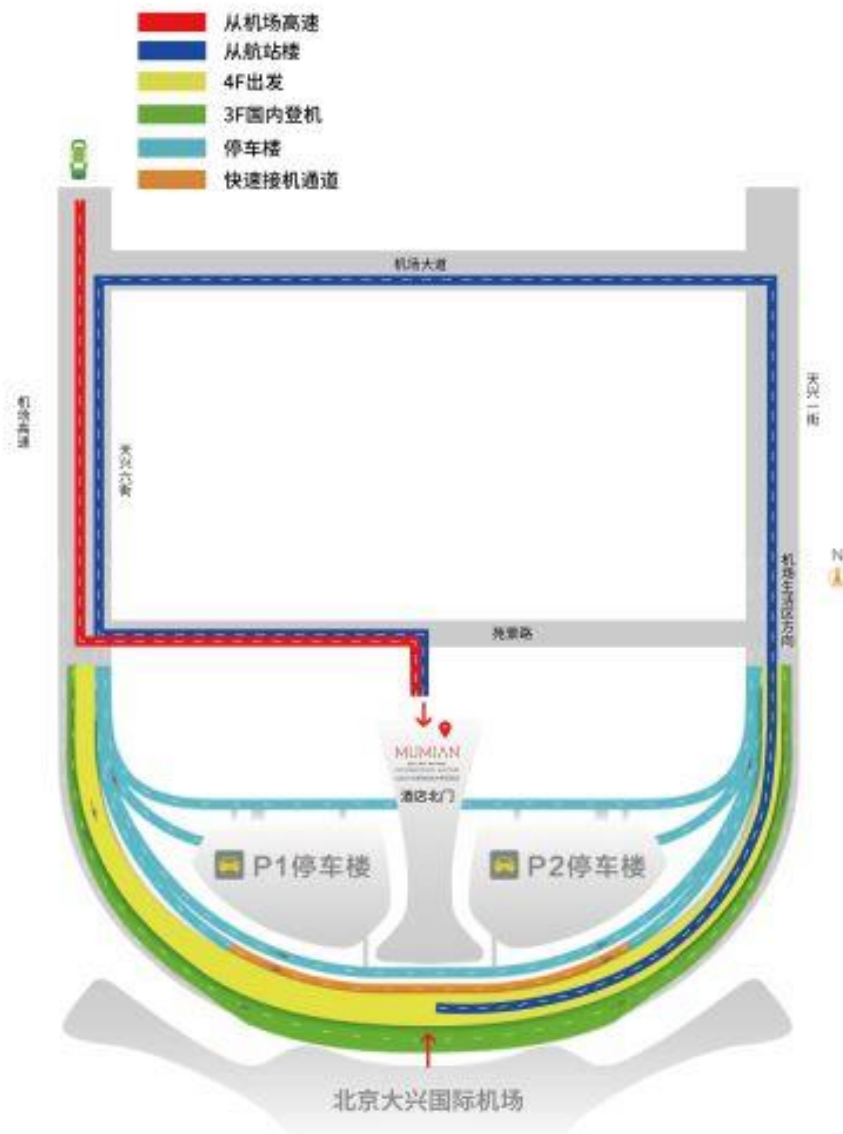 从机场高速
从航站楼
4F出发
3F国内登机
停车楼
快速接机通道
机场大道
机场高速
天兴一街
天兴六街
N
机场生活区方向
苑景路
MUMIAN
酒店北门
P1停车楼
P2停车楼
北京大兴国际机场